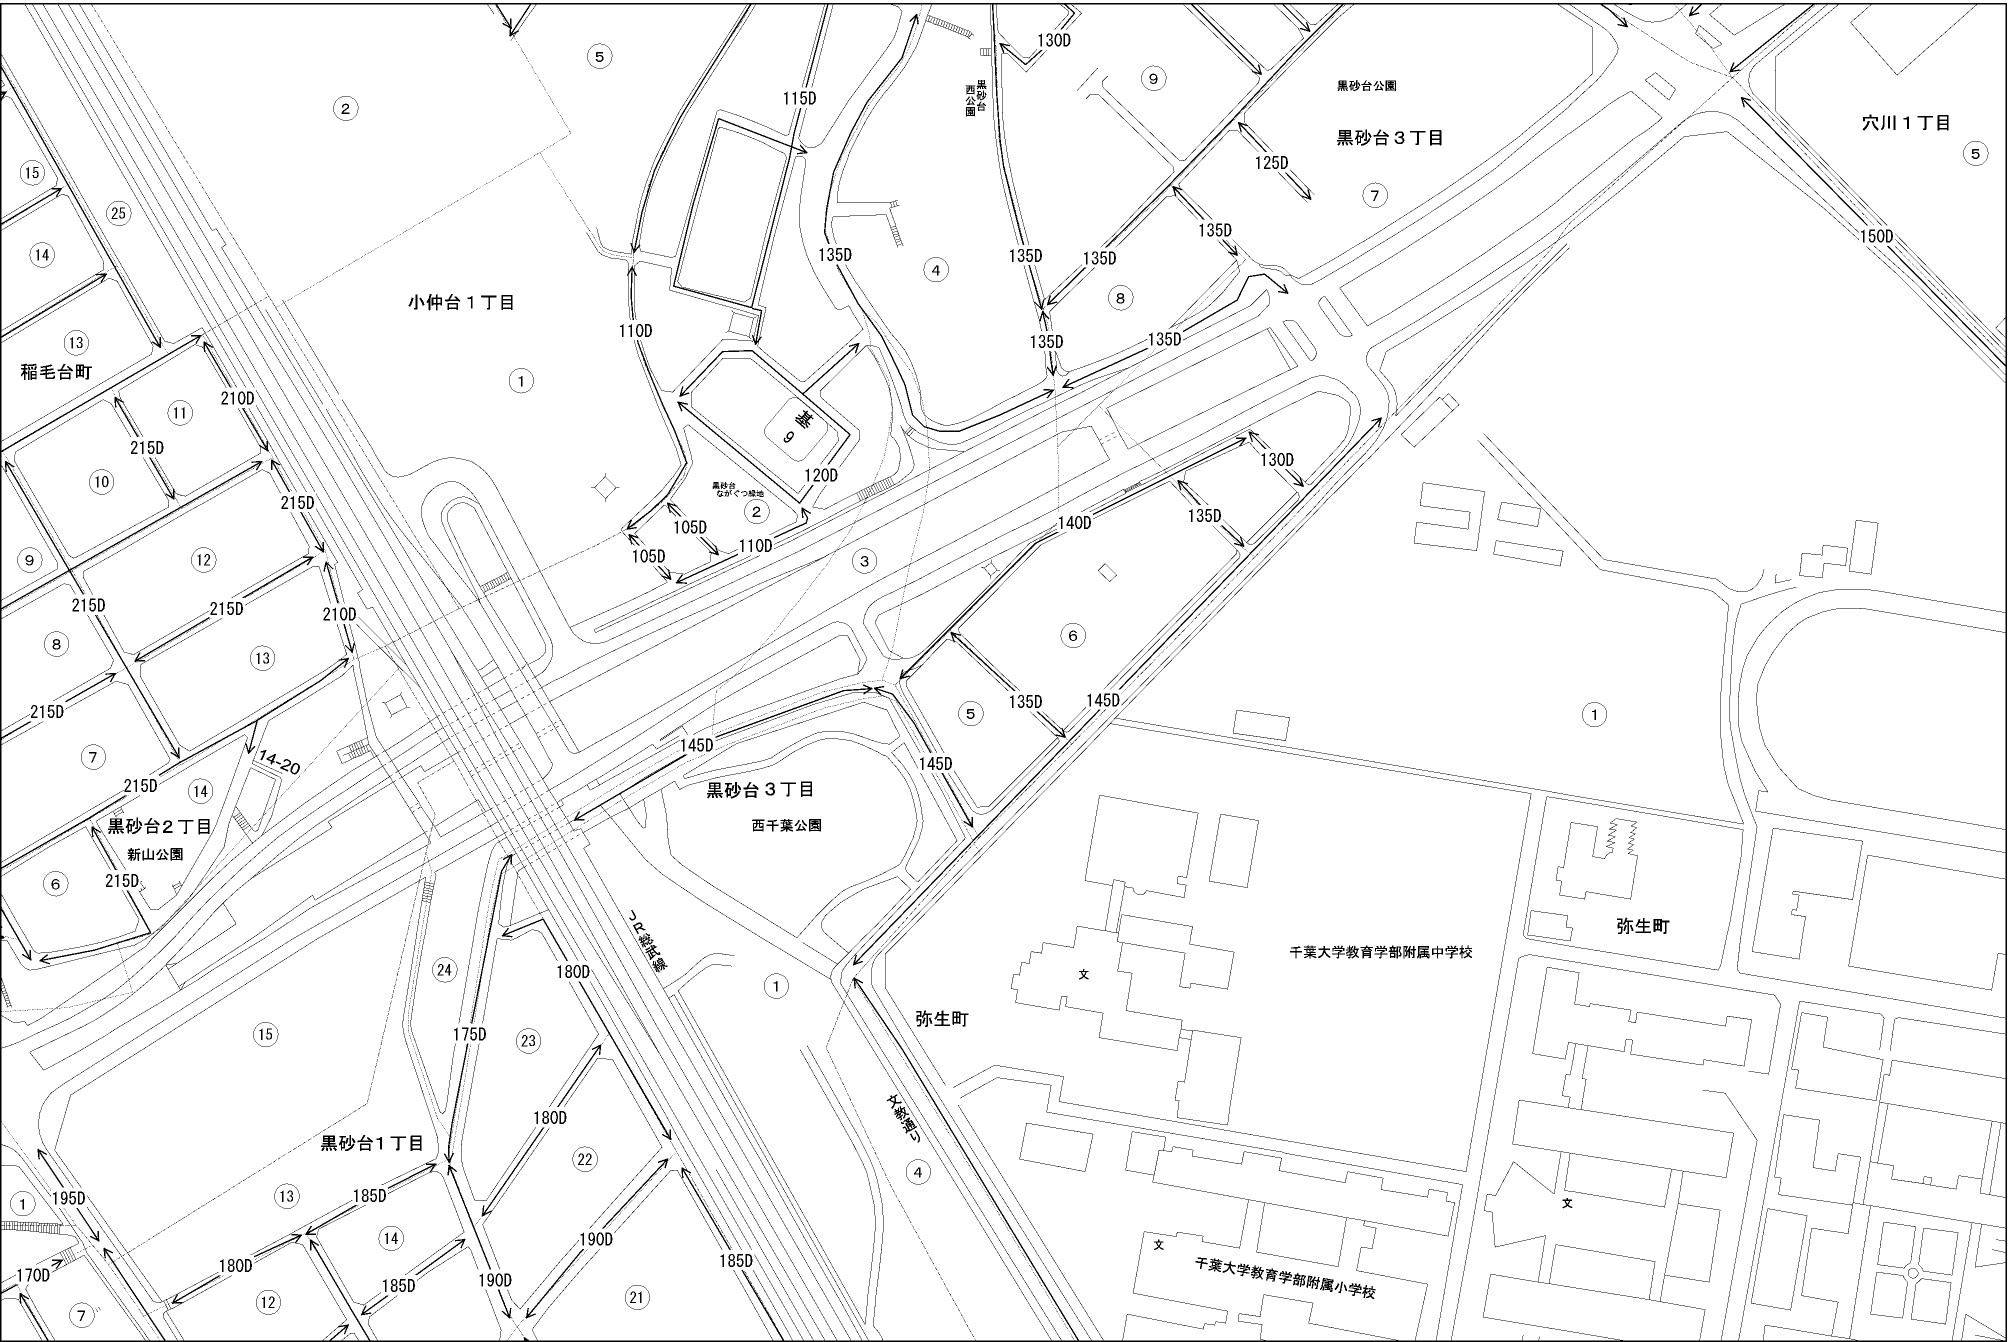 5
130D
2
黒砂台
西公園
9
115D
黒砂台公園
穴川１丁目
黒砂台３丁目
5
125D
15
7
25
135D
150D
14
135D
135D
135D
4
8
小仲台１丁目
110D
135D
135D
13
稲毛台町
1
210D
11
215D
基
9
130D
120D
10
黒砂台
ながぐつ緑地
215D
2
135D
140D
105D
110D
105D
9
12
3
215D
215D
210D
6
8
13
135D
145D
215D
5
1
145D
7
14-20
145D
215D
14
黒砂台３丁目
黒砂台２丁目
西千葉公園
新山公園
6
215D
ＪＲ総武線
弥生町
千葉大学教育学部附属中学校
24
180D
文
1
弥生町
15
175D
23
文教通り
180D
黒砂台１丁目
22
4
13
185D
195D
1
文
14
190D
文
180D
185D
190D
185D
170D
千葉大学教育学部附属小学校
12
21
7